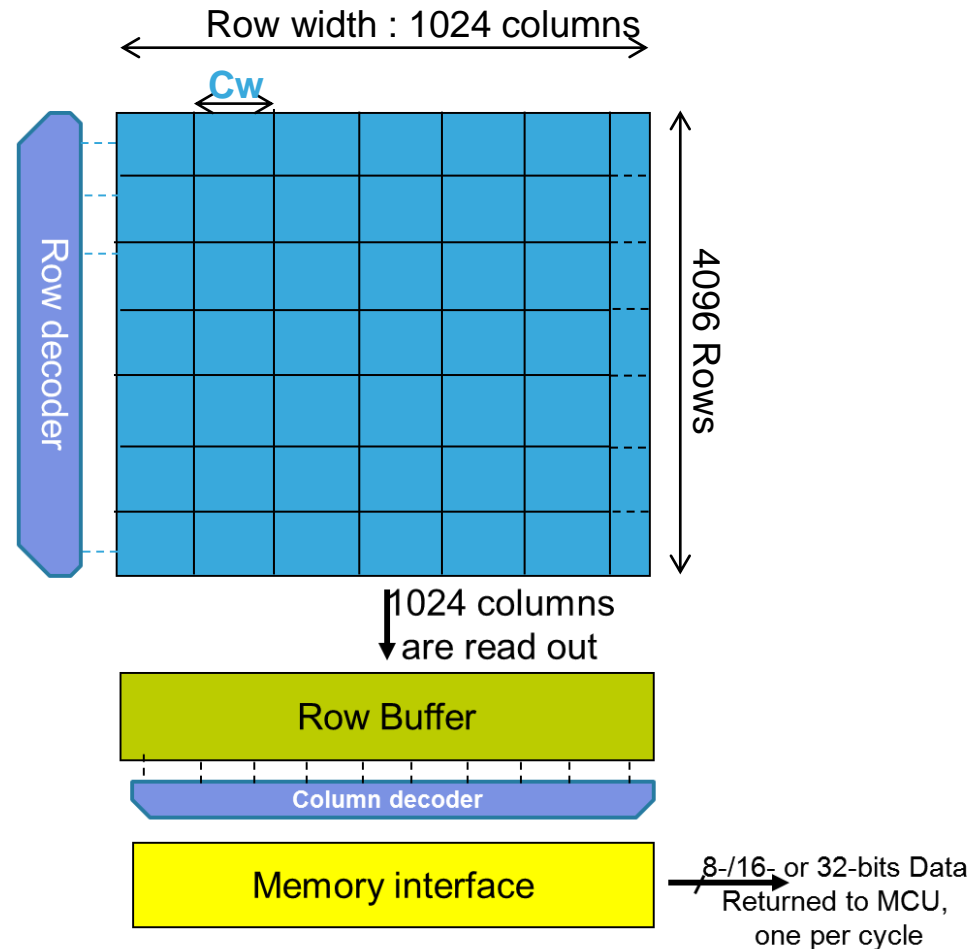 Row width : 1024 columns
Cw
Row decoder
4096 Rows
1024 columns
are read out
Row Buffer
Column decoder
Memory interface
8-/16- or 32-bits Data
Returned to MCU,
one per cycle